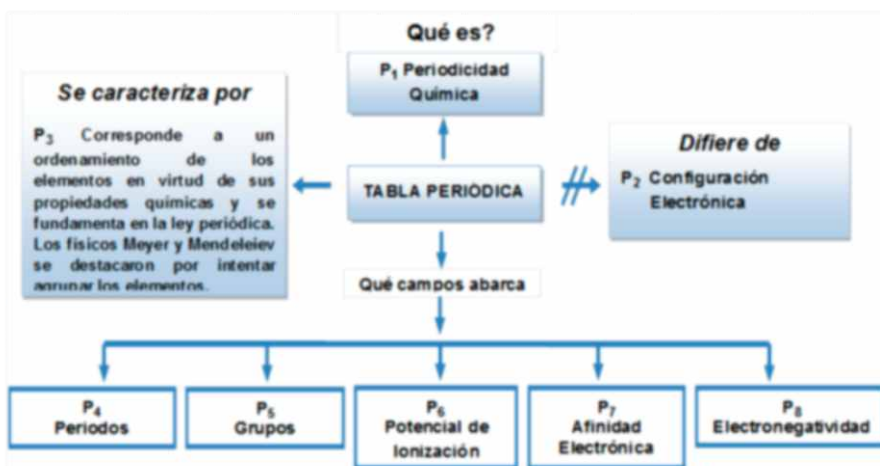 Qué es?
P1 Periodicidad
Química
Se caracteriza por
P3 Corresponde a un
ordenamiento de los
elementos en virtud de sus
propiedades químicas y se
fundamenta en la ley periódica.
Los físicos Meyer y Mendeleiev
se destacaron por intentar
agrupar los elementos.
TABLA PERIÓDICA
Difiere de
P2 Configuración
Electrónica
Qué campos abarca
P4
Periodos
P5
Grupos
P6
Potencial de
Ionización
P7
Afinidad
Electrónica
P8
Electronegatividad